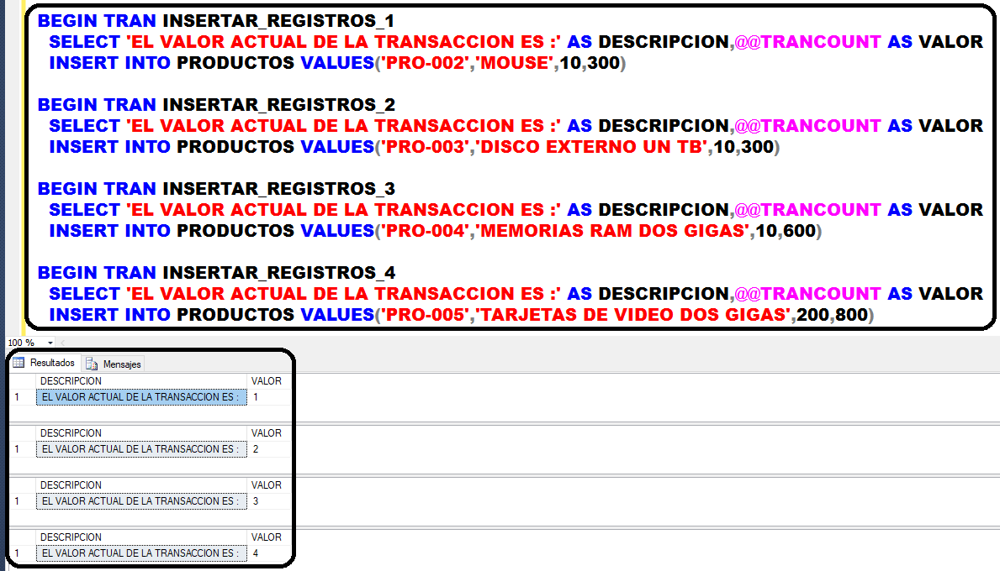 BEGIN TRAN INSERTAR_REGISTROS_1
SELECT 'EL VALOR ACTUAL DE LA TRANSACCION ES :' AS DESCRIPCION,@@TRANCOUNT AS VALOR
INSERT INTO PRODUCTOS VALUES('PRO-002','MOUSE',10,300)
BEGIN TRAN INSERTAR_REGISTROS_2
SELECT 'EL VALOR ACTUAL DE LA TRANSACCION ES :' AS DESCRIPCION,@@TRANCOUNT AS VALOR
INSERT INTO PRODUCTOS VALUES('PRO-003','DISCO EXTERNO UN TB',10,300)
BEGIN TRAN INSERTAR_REGISTROS_3
SELECT 'EL VALOR ACTUAL DE LA TRANSACCION ES :' AS DESCRIPCION,@@TRANCOUNT AS VALOR
INSERT INTO PRODUCTOS VALUES('PRO-004','MEMORIAS RAM DOS GIGAS',10,600)
BEGIN TRAN INSERTAR_REGISTROS_4
SELECT 'EL VALOR ACTUAL DE LA TRANSACCION ES :' AS DESCRIPCION,@@TRANCOUNT AS VALOR
INSERT INTO PRODUCTOS VALUES('PRO-005','TARJETAS DE VIDEO DOS GIGAS',200,800)
100 %
Resultados Mensajes
DESCRIPCION VALOR
1 EL VALOR ACTUAL DE LA TRANSACCION ES : 1
DESCRIPCION VALOR
1 EL VALOR ACTUAL DE LA TRANSACCION ES : 2
DESCRIPCION VALOR
1 EL VALOR ACTUAL DE LA TRANSACCION ES : 3
DESCRIPCION VALOR
1 EL VALOR ACTUAL DE LA TRANSACCION ES : 4